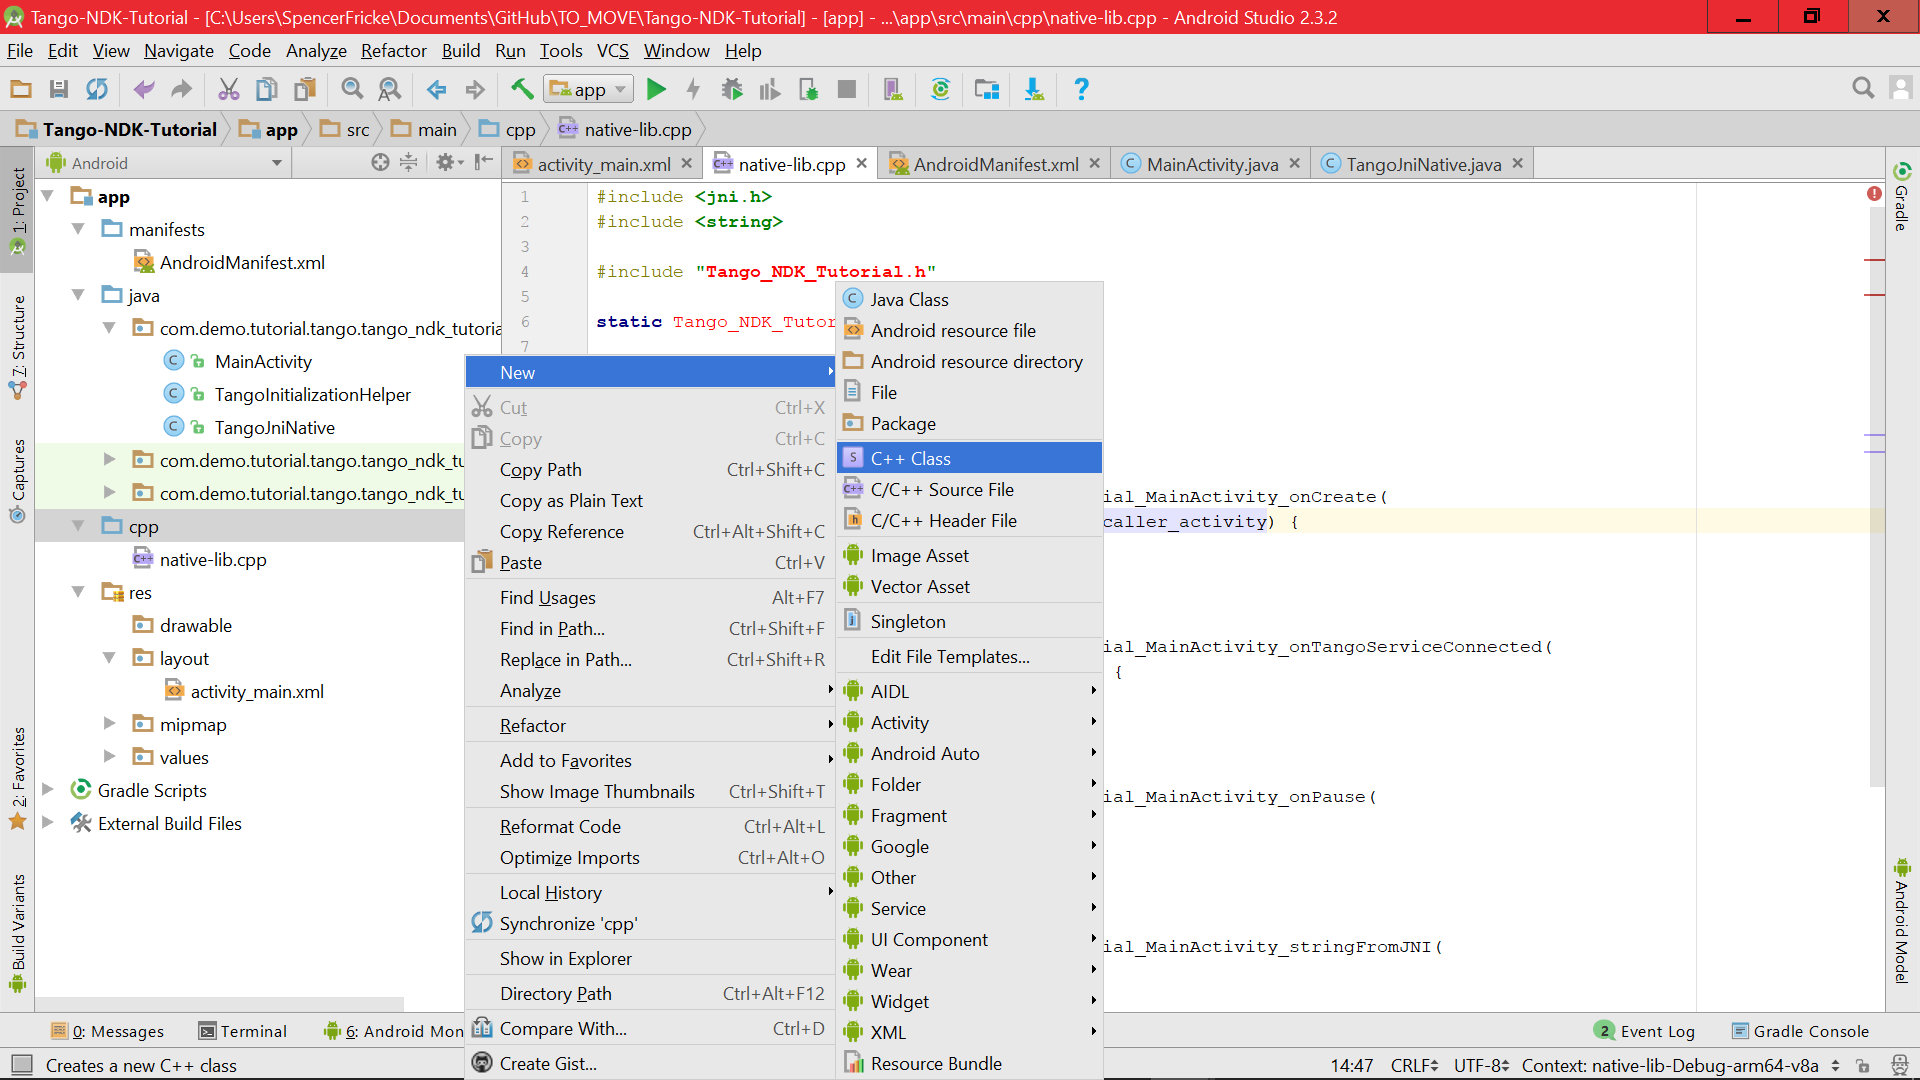 Tango-NDK-Tutorial - [C:\Users\SpencerFricke\Documents\GitHub\TO_MOVE\Tango-NDK-Tutorial] - [app] - ...\app\src\main\cpp\native-lib.cpp - Android Studio 2.3.2
File Edit View Navigate Code Analyze Refactor Build Run Tools VCS Window Help
app
Tango-NDK-Tutorial app src main cpp native-lib.cpp
Android
activity_main.xml native-lib.cpp AndroidManifest.xml MainActivity.java TangoJniNative.java
1: Project
7: Structure
Captures
2: Favorites
Build Variants
app
manifests
AndroidManifest.xml
java
com.demo.tutorial.tango.tango_ndk_tutoria
MainActivity
TangoInitializationHelper
TangoJniNative
com.demo.tutorial.tango.tango_ndk_tu
com.demo.tutorial.tango.tango_ndk_tu
cpp
native-lib.cpp
res
drawable
layout
activity_main.xml
mipmap
values
Gradle Scripts
External Build Files
1 #include <jni.h>
2 #include <string>
3
4 #include "Tango_NDK_Tutorial.h"
5
6 static Tango_NDK_Tutor
7
ial_MainActivity_onCreate(
caller_activity) {
ial_MainActivity_onTangoServiceConnected(
{
ial_MainActivity_onPause(
ial_MainActivity_stringFromJNI(
New
Cut Ctrl+X
Copy Ctrl+C
Copy Path Ctrl+Shift+C
Copy as Plain Text
Copy Reference Ctrl+Alt+Shift+C
Paste Ctrl+V
Find Usages Alt+F7
Find in Path... Ctrl+Shift+F
Replace in Path... Ctrl+Shift+R
Analyze
Refactor
Add to Favorites
Show Image Thumbnails Ctrl+Shift+T
Reformat Code Ctrl+Alt+L
Optimize Imports Ctrl+Alt+O
Local History
Synchronize 'cpp'
Show in Explorer
Directory Path Ctrl+Alt+F12
Compare With... Ctrl+D
Create Gist...
Java Class
Android resource file
Android resource directory
File
Package
C++ Class
C/C++ Source File
C/C++ Header File
Image Asset
Vector Asset
Singleton
Edit File Templates...
AIDL
Activity
Android Auto
Folder
Fragment
Google
Other
Service
UI Component
Wear
Widget
XML
Resource Bundle
Gradle
Android Model
0: Messages Terminal 6: Android Mon 2 Event Log Gradle Console
Creates a new C++ class 14:47 CRLF UTF-8 Context: native-lib-Debug-arm64-v8a